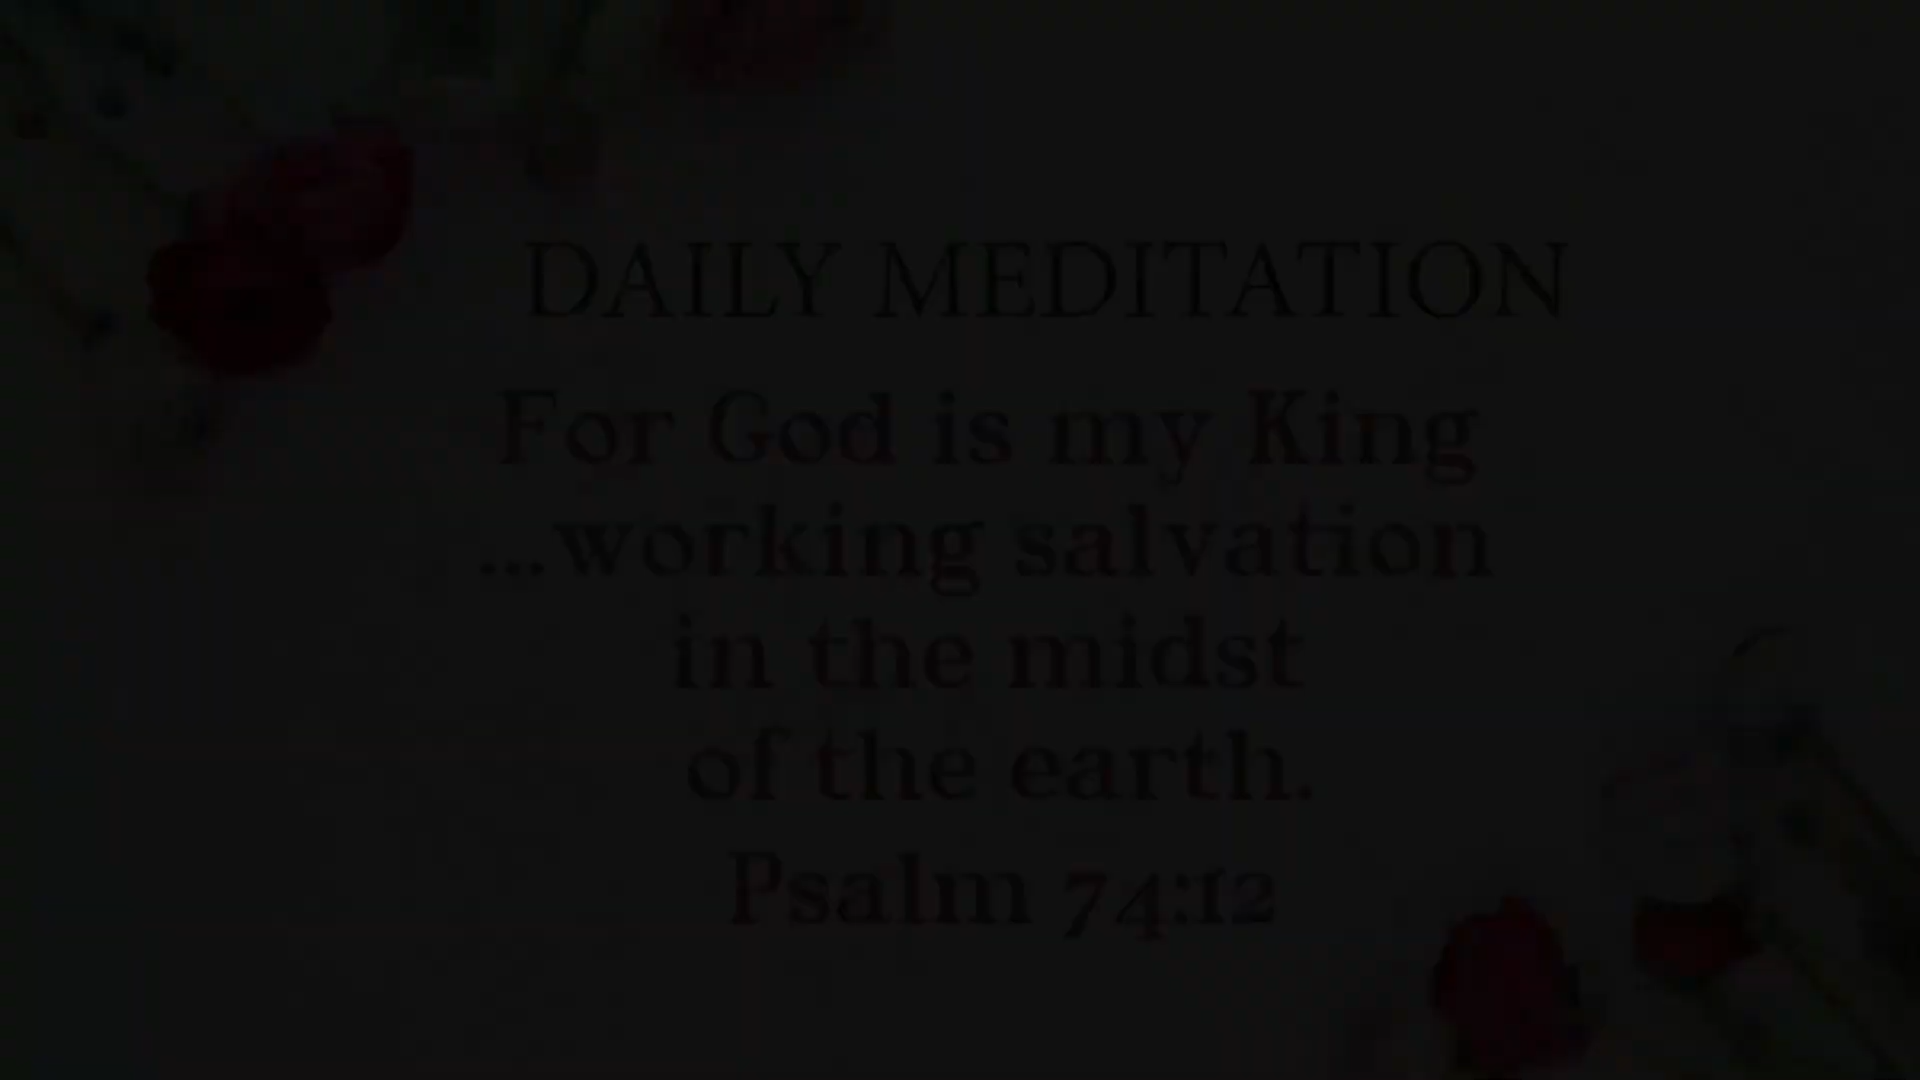 DAILY MEDITATION
For God is my King
...working salvation
in the midst
of the earth.
Psalm 74:12